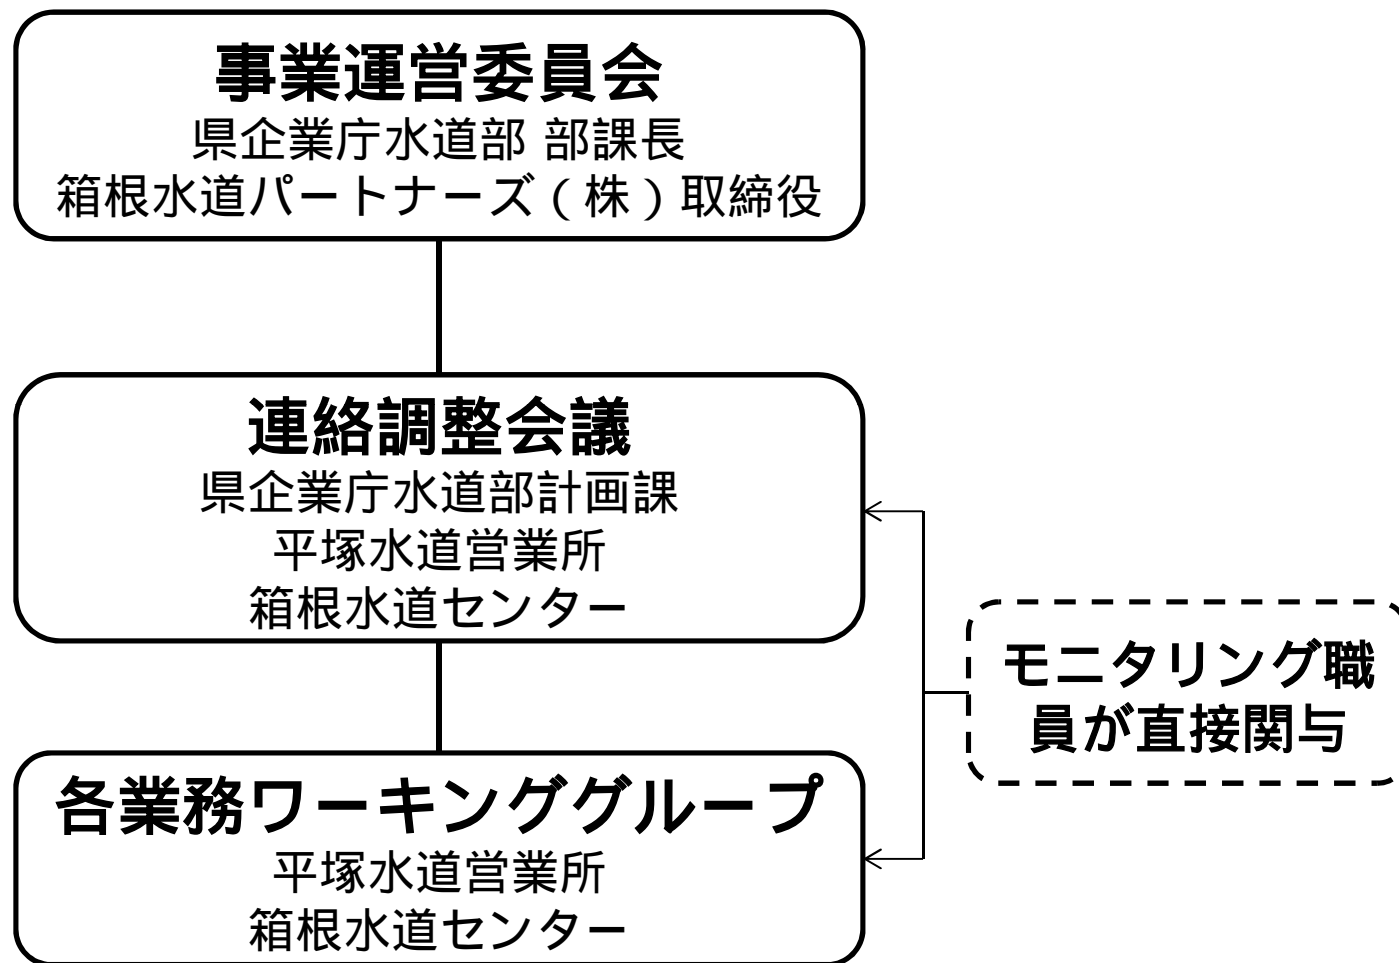 事業運営委員会
県企業庁水道部 部課長
箱根水道パートナーズ（株）取締役
連絡調整会議
県企業庁水道部計画課
平塚水道営業所
箱根水道センター
モニタリング職
員が直接関与
各業務ワーキンググループ
平塚水道営業所
箱根水道センター